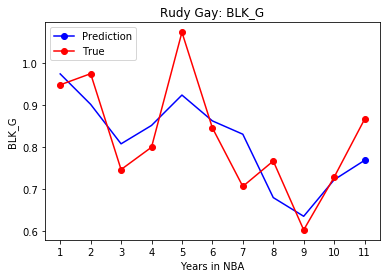 Rudy Gay: BLK_G
Prediction
True
BLK_G
1.0
0.9
0.8
0.7
0.6
1 2 3 4 5 6 7 8 9 10 11
Years in NBA